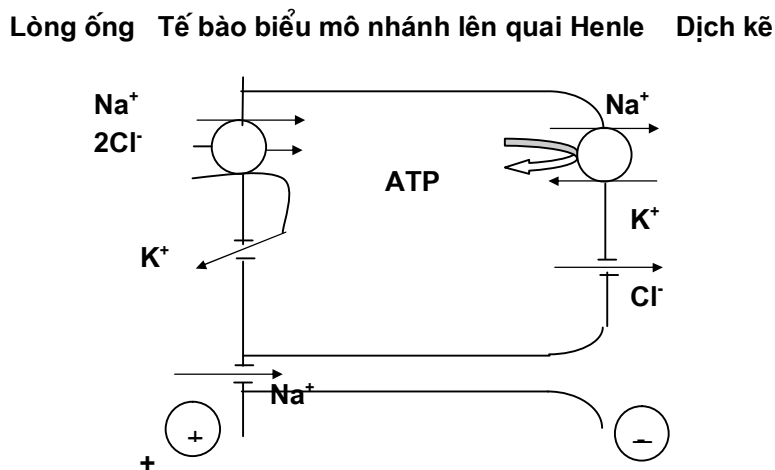 Lòng ống Tế bào biểu mô nhánh lên quai Henle Dịch kẽ
Na⁺ Na⁺
2Cl⁻
ATP
K⁺
K⁺
Cl⁻
Na⁺
+ −
+